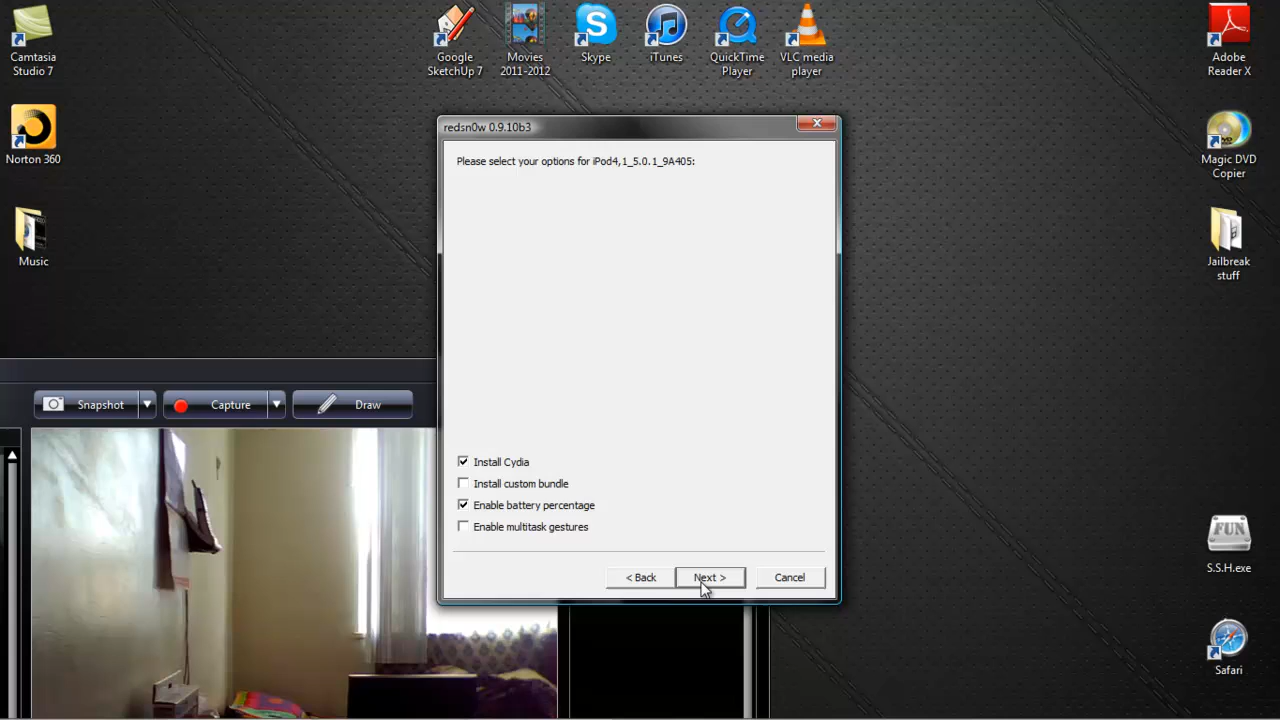 Camtasia
Studio 7
Google
SketchUp 7
Movies
2011-2012
Skype
iTunes
QuickTime
Player
VLC media
player
Adobe
Reader X
Norton 360
Magic DVD
Copier
Music
Jailbreak
stuff
redsn0w 0.9.10b3
Please select your options for iPod4,1_5.0.1_9A405:
Snapshot
Capture
Draw
Install Cydia
Install custom bundle
Enable battery percentage
Enable multitask gestures
< Back
Next >
Cancel
FUN
S.S.H.exe
Safari